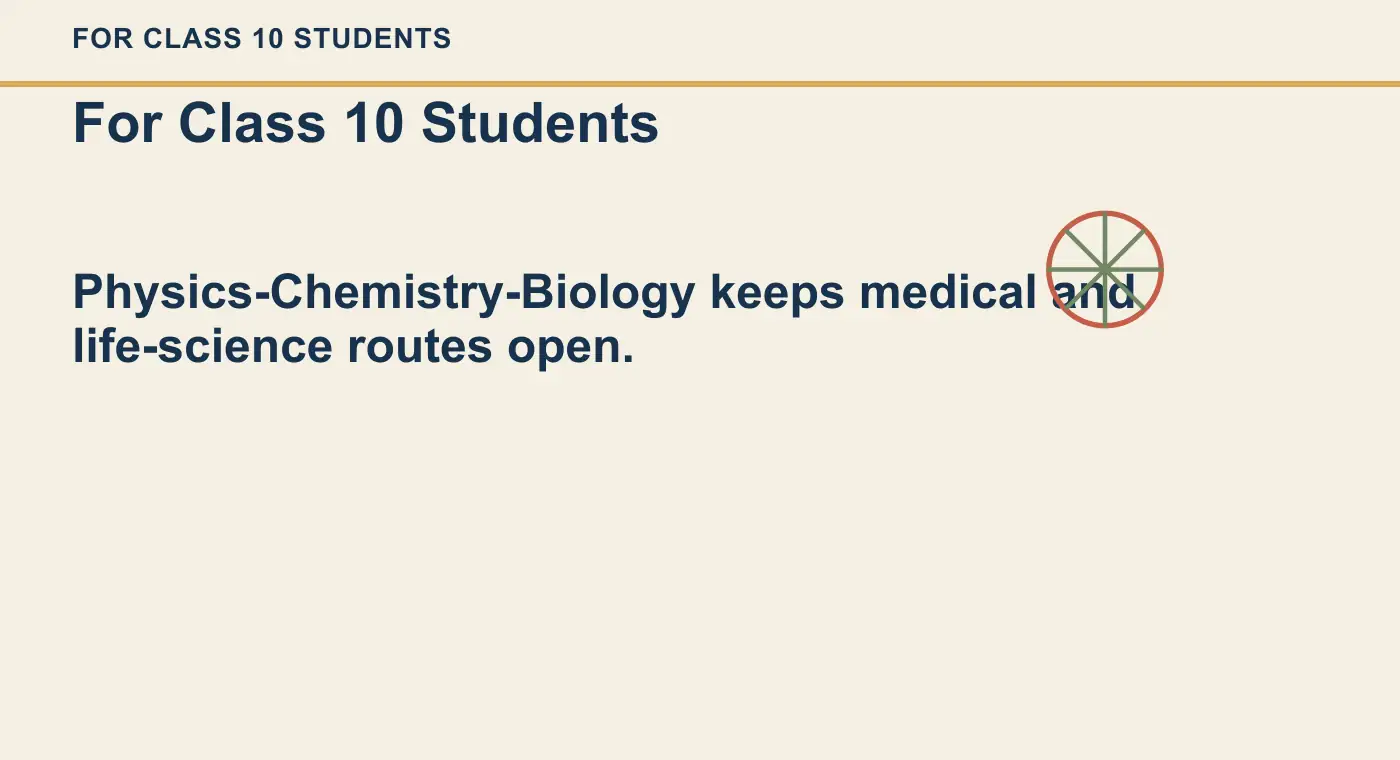 FOR CLASS 10 STUDENTS
For Class 10 Students
Physics-Chemistry-Biology keeps medical and
life-science routes open.